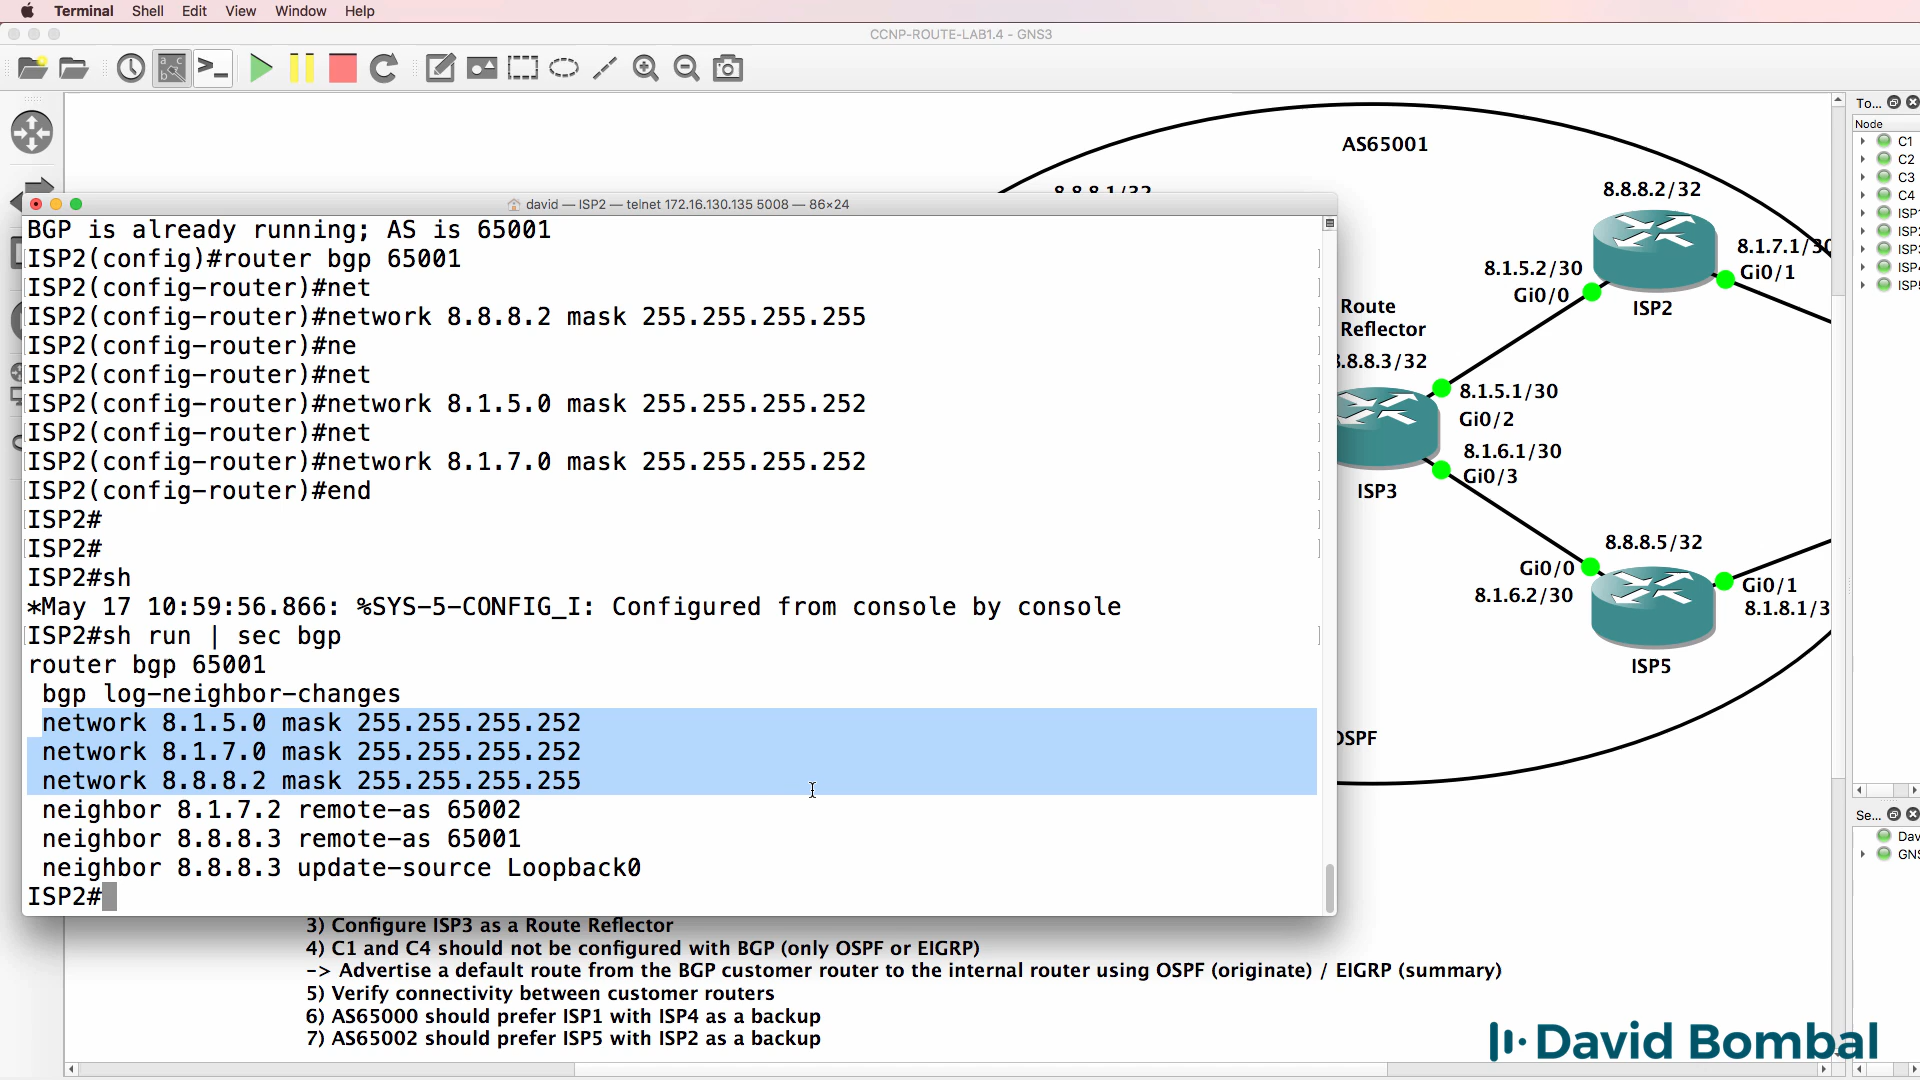 Terminal Shell Edit View Window Help
CCNP-ROUTE-LAB1.4 - GNS3
To...
Node
C1
C2
C3
C4
AS65001
8.8.8.2/32
8.1.5.2/30
Gi0/0
ISP2
Gi0/1
Route
Reflector
8.8.8.3/32
8.1.5.1/30
Gi0/2
8.1.6.1/30
Gi0/3
ISP3
8.8.8.5/32
Gi0/0
8.1.6.2/30
Gi0/1
ISP5
OSPF
Se...
david — ISP2 — telnet 172.16.130.135 5008 — 86×24
BGP is already running; AS is 65001
ISP2(config)#router bgp 65001
ISP2(config-router)#net
ISP2(config-router)#network 8.8.8.2 mask 255.255.255.255
ISP2(config-router)#ne
ISP2(config-router)#net
ISP2(config-router)#network 8.1.5.0 mask 255.255.255.252
ISP2(config-router)#net
ISP2(config-router)#network 8.1.7.0 mask 255.255.255.252
ISP2(config-router)#end
ISP2#
ISP2#
ISP2#sh
*May 17 10:59:56.866: %SYS-5-CONFIG_I: Configured from console by console
ISP2#sh run | sec bgp
router bgp 65001
bgp log-neighbor-changes
network 8.1.5.0 mask 255.255.255.252
network 8.1.7.0 mask 255.255.255.252
network 8.8.8.2 mask 255.255.255.255
neighbor 8.1.7.2 remote-as 65002
neighbor 8.8.8.3 remote-as 65001
neighbor 8.8.8.3 update-source Loopback0
ISP2#
3) Configure ISP3 as a Route Reflector
4) C1 and C4 should not be configured with BGP (only OSPF or EIGRP)
-> Advertise a default route from the BGP customer router to the internal router using OSPF (originate) / EIGRP (summary)
5) Verify connectivity between customer routers
6) AS65000 should prefer ISP1 with ISP4 as a backup
7) AS65002 should prefer ISP5 with ISP2 as a backup
David Bombal